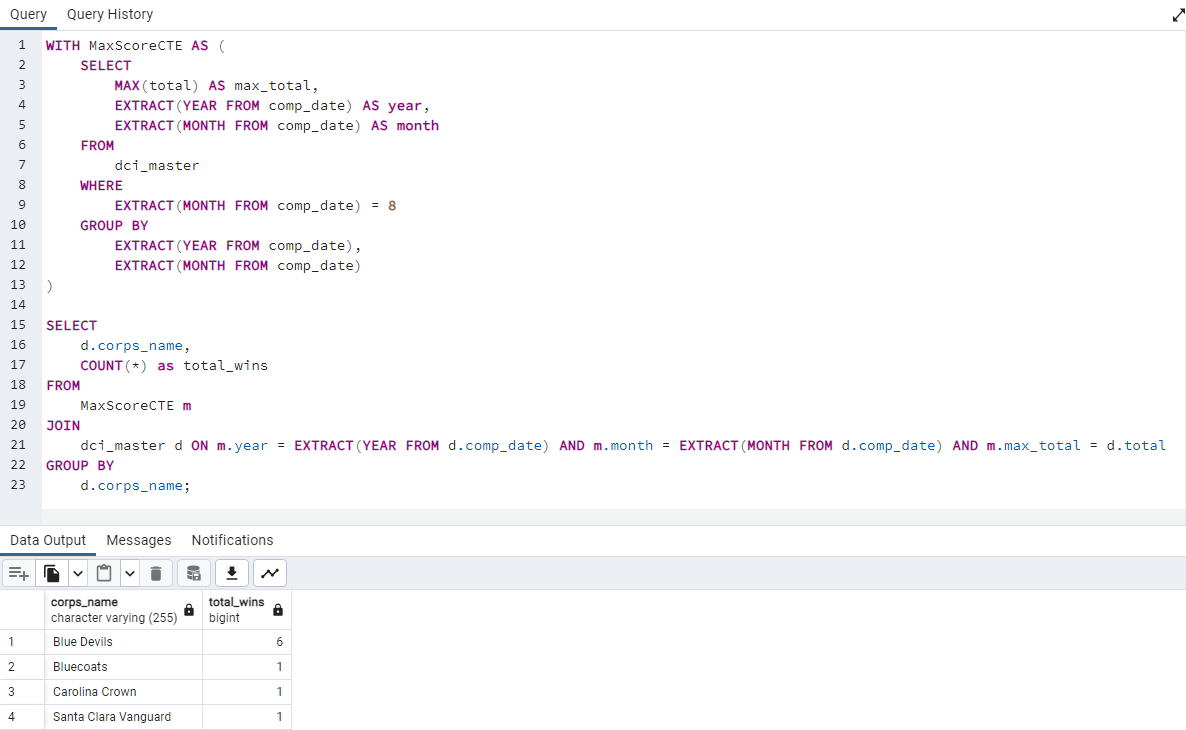 Query Query History
1 WITH MaxScoreCTE AS (
2 SELECT
3 MAX(total) AS max_total,
4 EXTRACT(YEAR FROM comp_date) AS year,
5 EXTRACT(MONTH FROM comp_date) AS month
6 FROM
7 dci_master
8 WHERE
9 EXTRACT(MONTH FROM comp_date) = 8
10 GROUP BY
11 EXTRACT(YEAR FROM comp_date),
12 EXTRACT(MONTH FROM comp_date)
13 )
14
15 SELECT
16 d.corps_name,
17 COUNT(*) as total_wins
18 FROM
19 MaxScoreCTE m
20 JOIN
21 dci_master d ON m.year = EXTRACT(YEAR FROM d.comp_date) AND m.month = EXTRACT(MONTH FROM d.comp_date) AND m.max_total = d.total
22 GROUP BY
23 d.corps_name;
Data Output Messages Notifications
corps_name total_wins
character varying (255) bigint
1 Blue Devils 6
2 Bluecoats 1
3 Carolina Crown 1
4 Santa Clara Vanguard 1